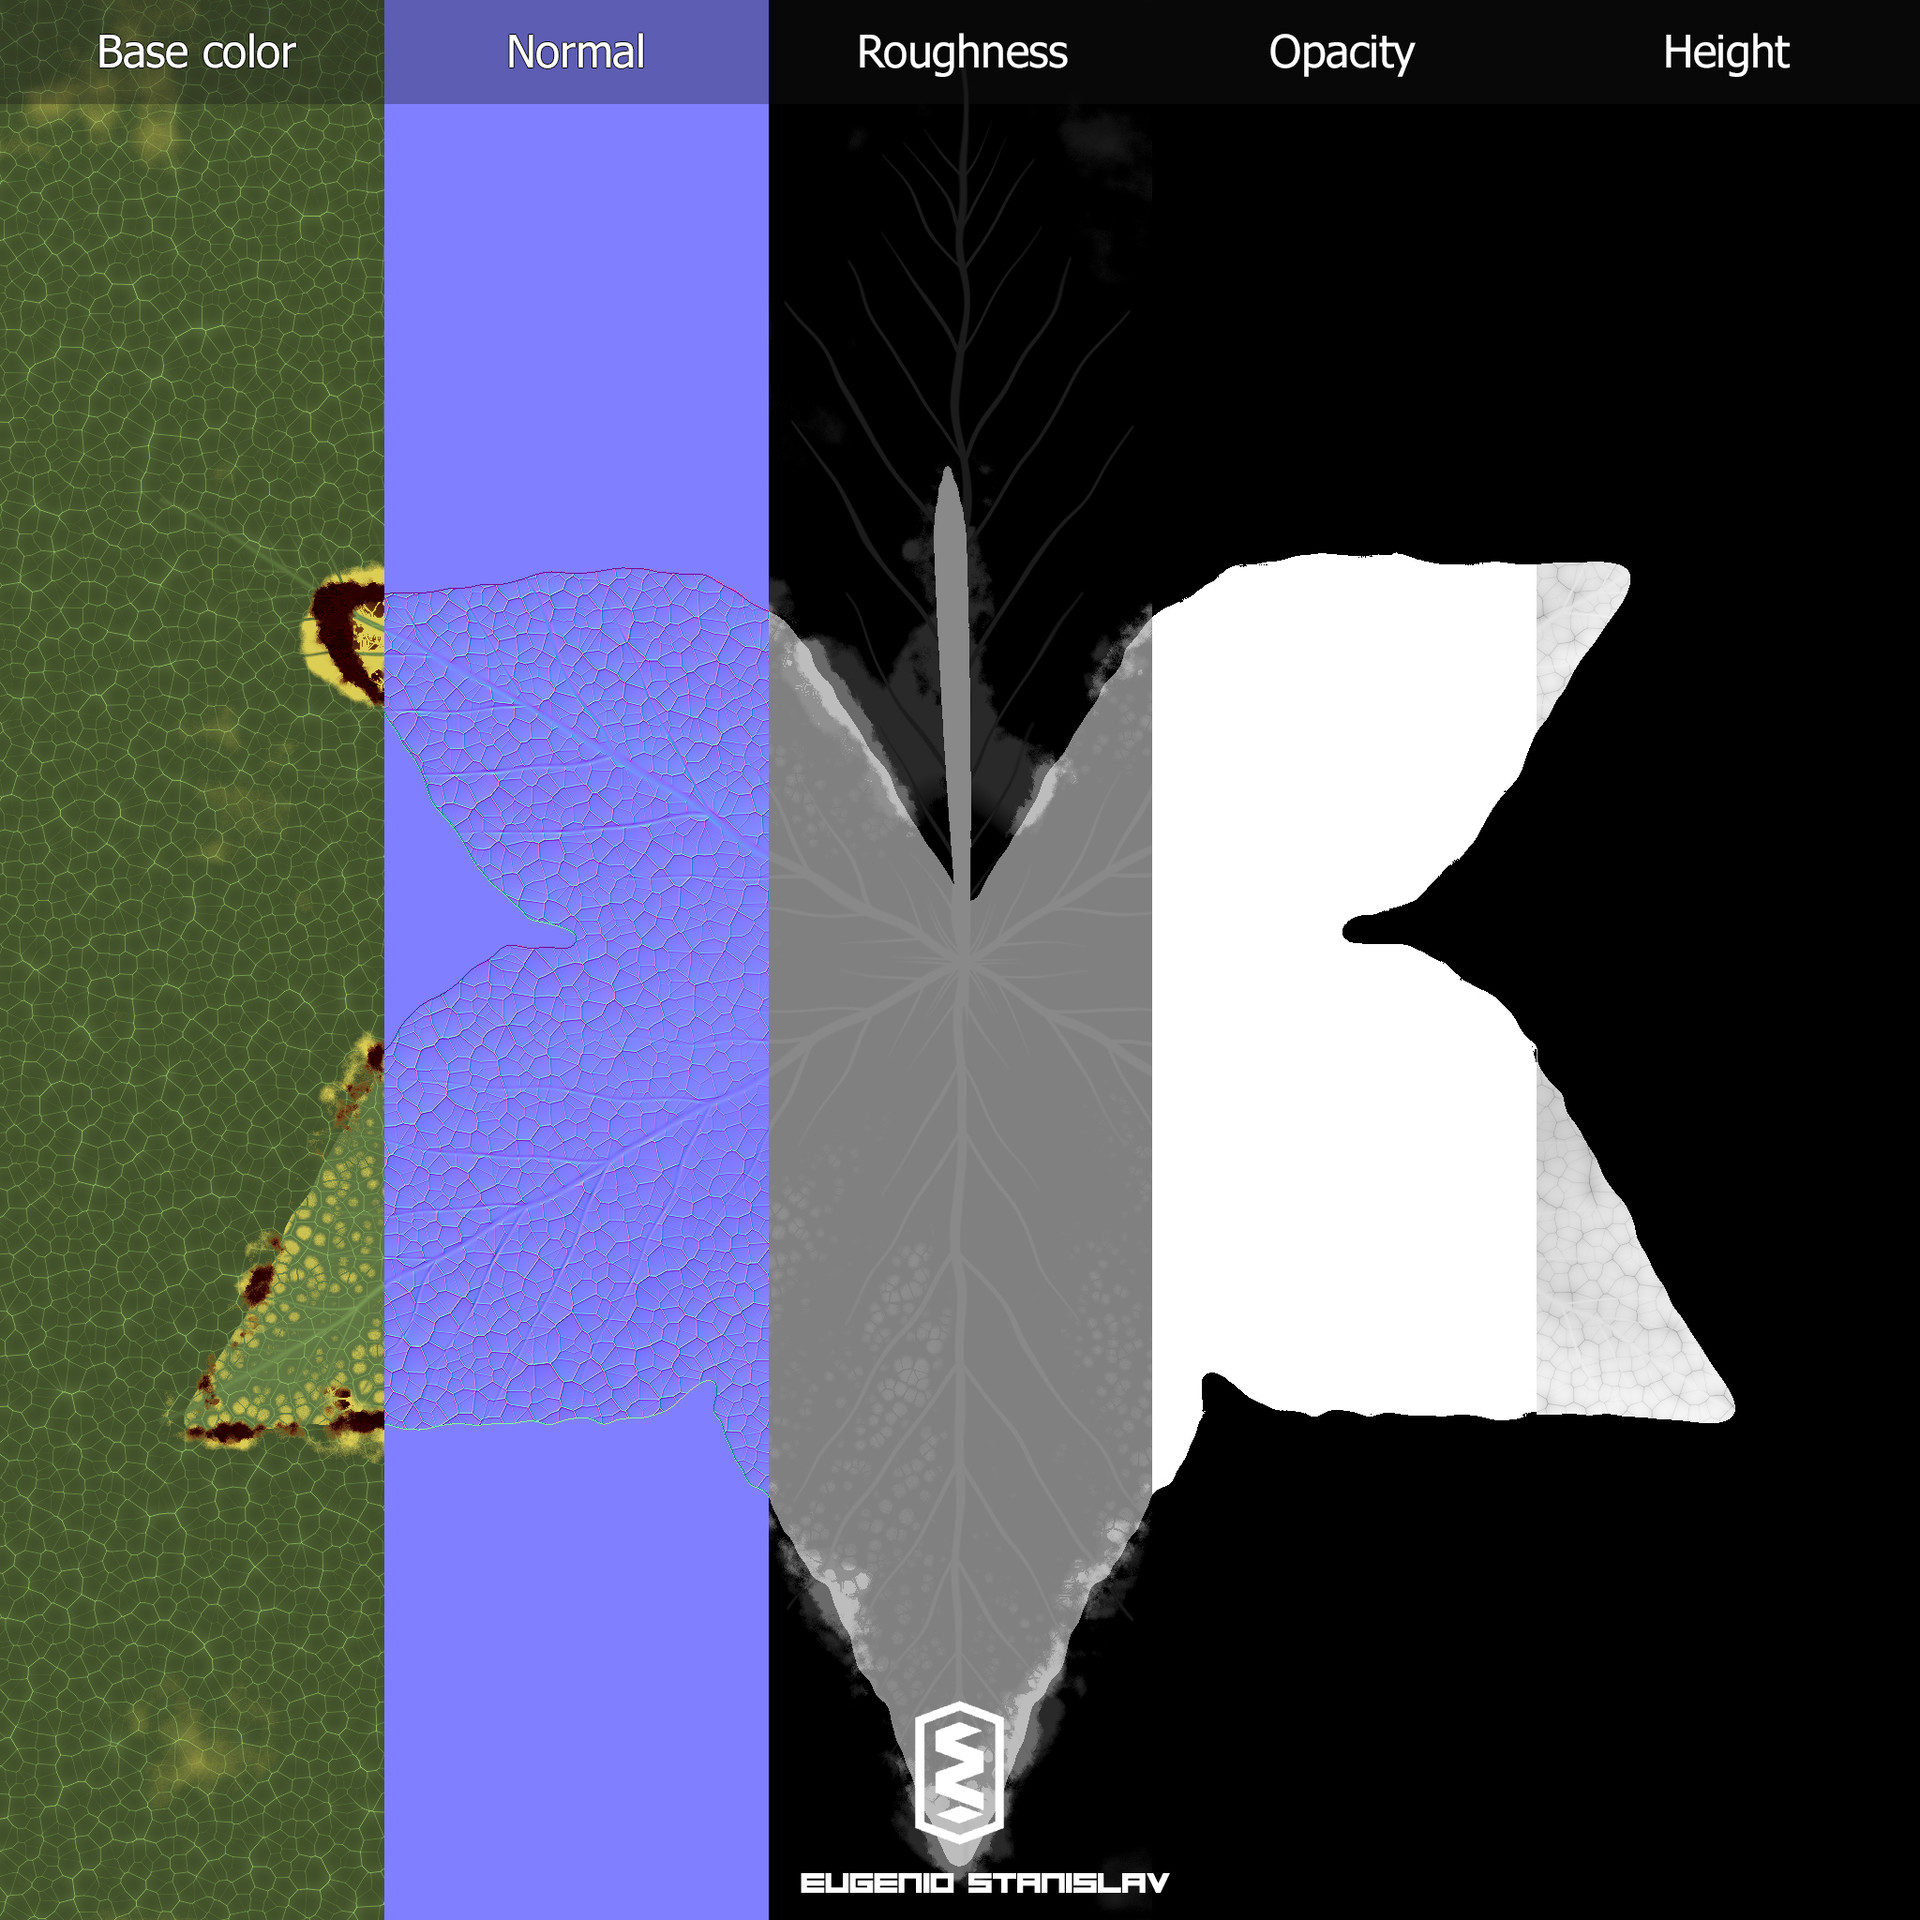 Base color
Normal
Roughness
Opacity
Height
EUGENIO STANISLAV